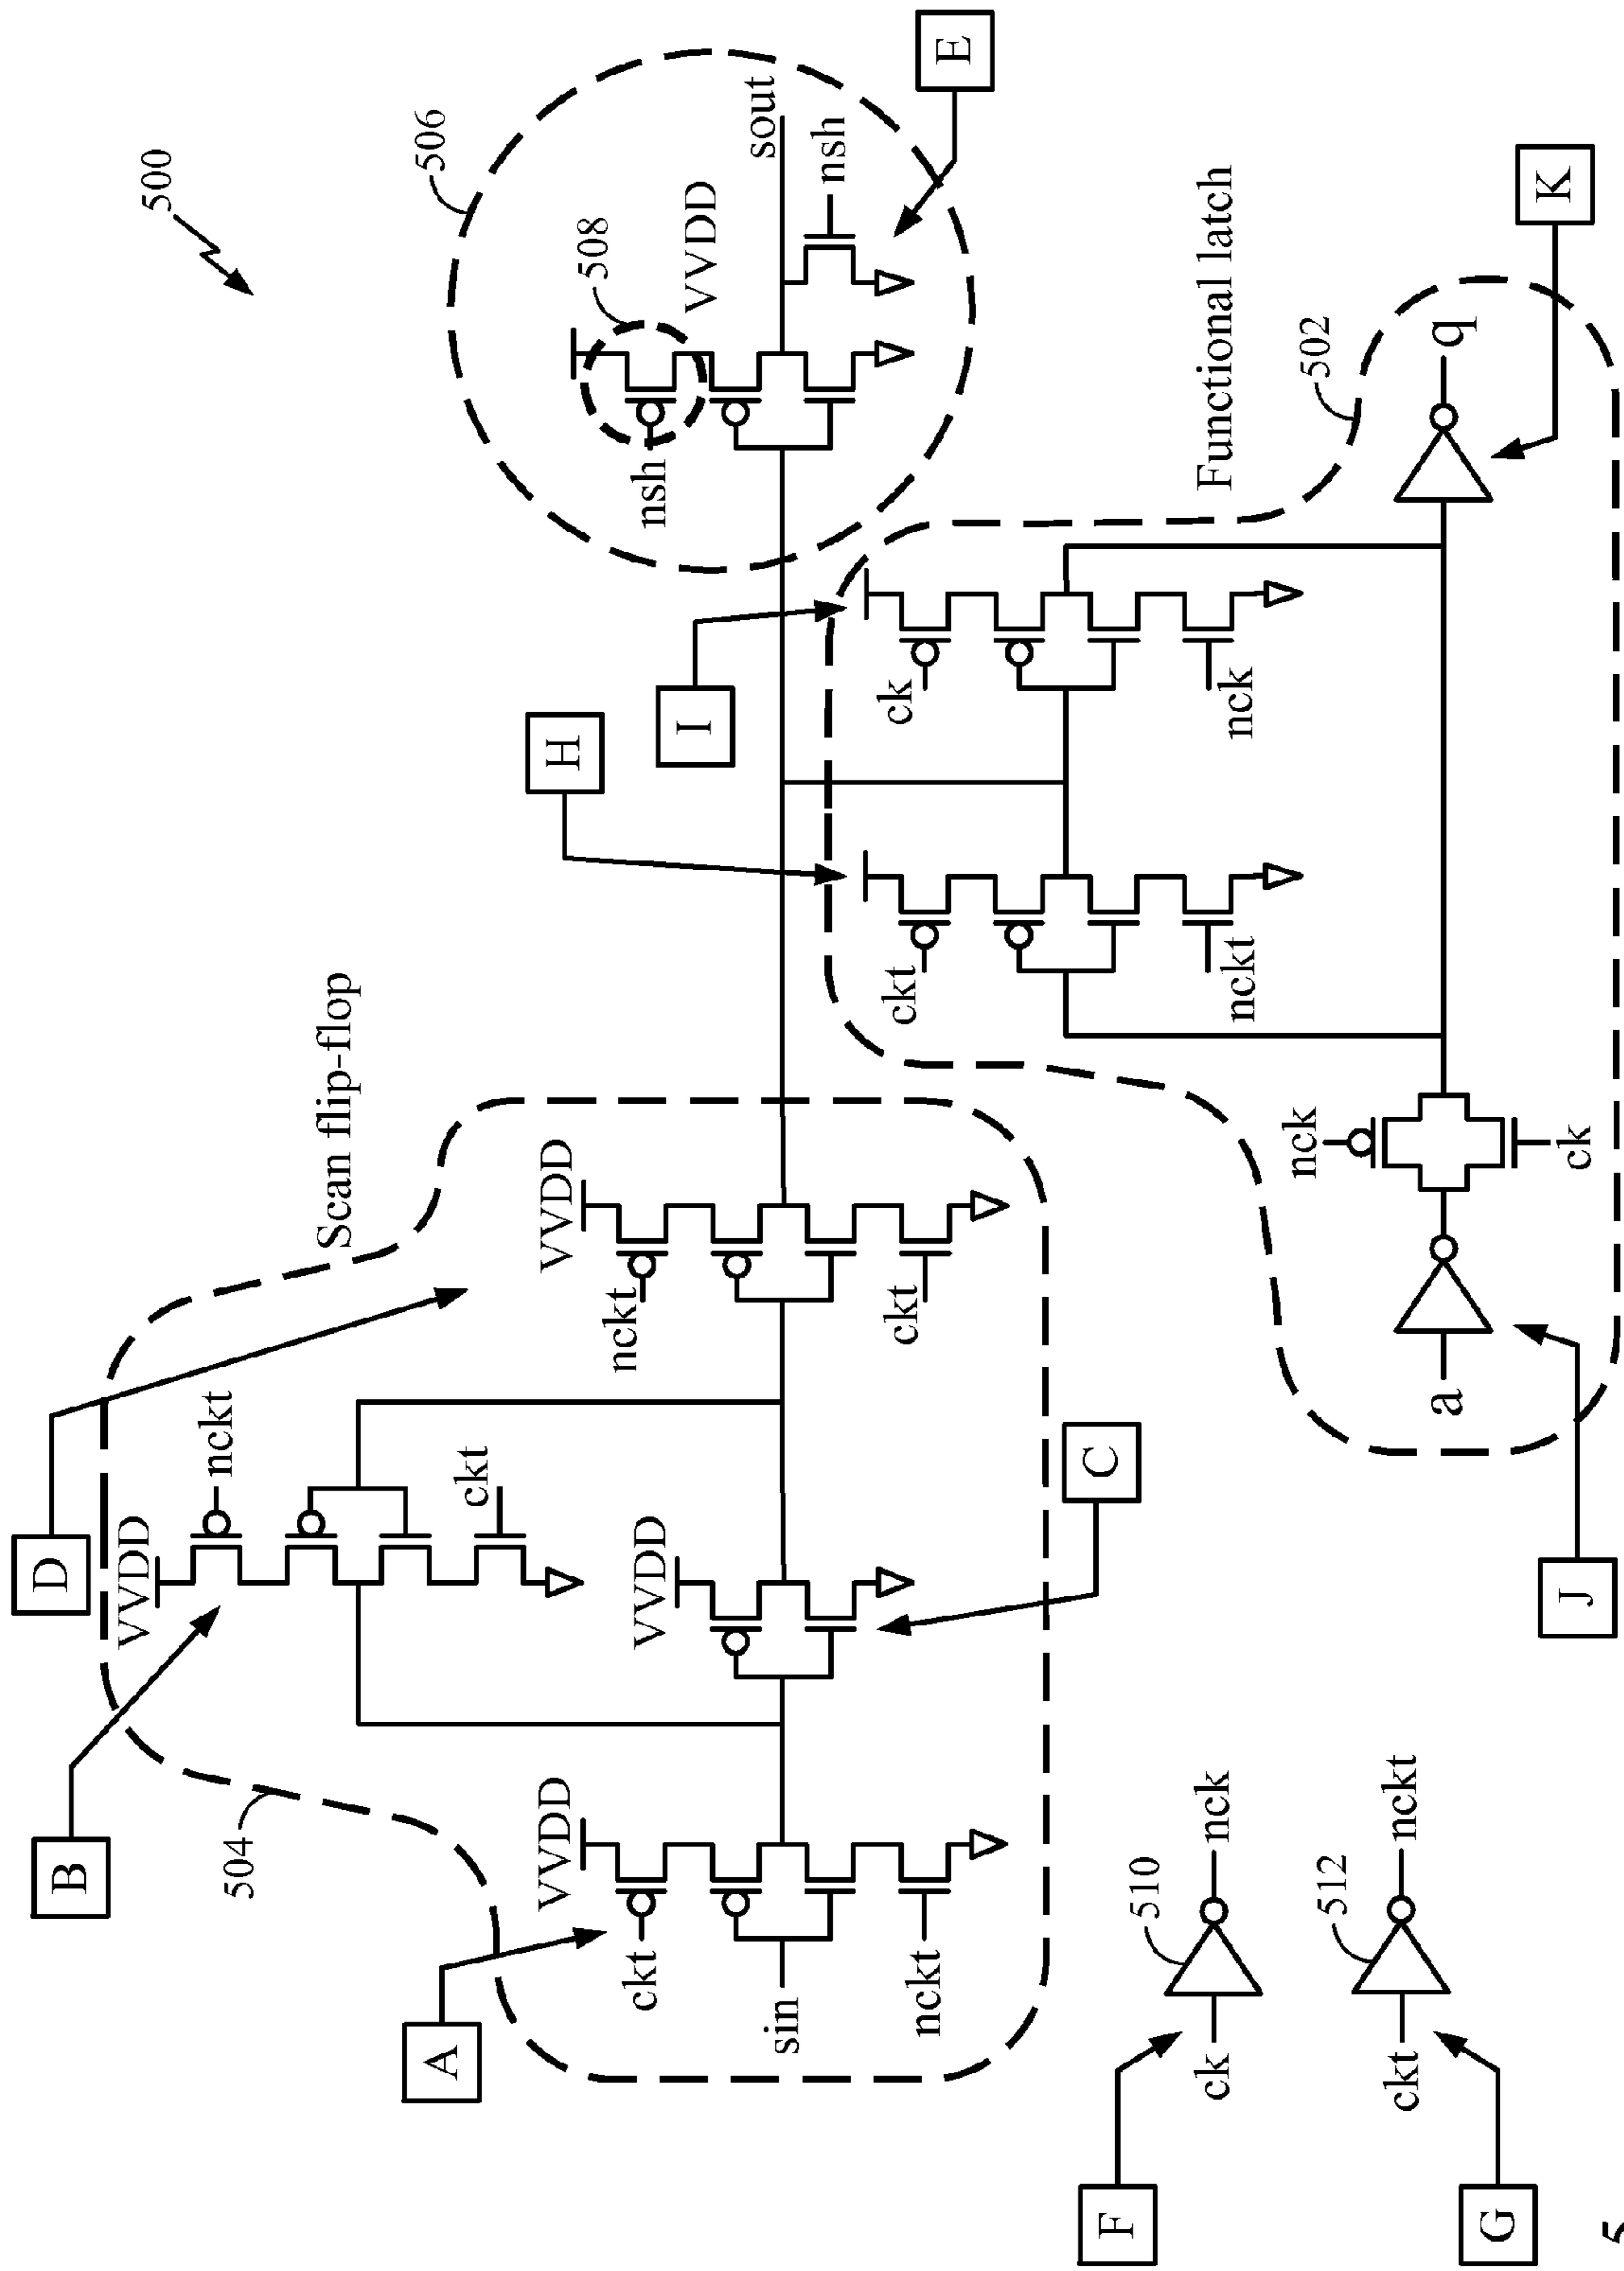 500
506
508
sout
nsh
VVDD
nsh
E
Scan flip-flop
D
VVDD
nckt
ckt
B
504
A
VVDD
ckt
sin
nckt
VVDD
C
VVDD
nckt
ckt
H
I
Functional latch
502
ckt
nckt
ck
nck
a
nck
ck
q
J
K
F
ck
510
nck
G
ckt
512
nckt